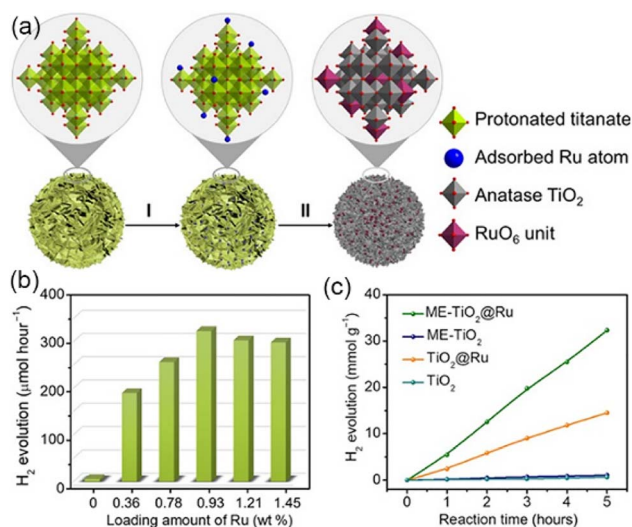 (a)
I
II
Protonated titanate
Adsorbed Ru atom
Anatase TiO₂
RuO₆ unit
(b)
H₂ evolution (μmol hour⁻¹)
400
300
200
100
0
0 0.36 0.78 0.93 1.21 1.45
Loading amount of Ru (wt %)
(c)
H₂ evolution (mmol g⁻¹)
40
30
20
10
0
ME-TiO₂@Ru
ME-TiO₂
TiO₂@Ru
TiO₂
0 1 2 3 4 5
Reaction time (hours)